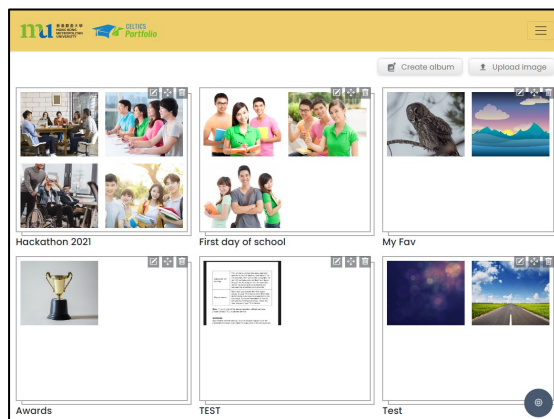 mu
香港都會大學
HONG KONG
METROPOLITAN
UNIVERSITY
CELTICS
Portfolio
Create album
Upload image
Hackathon 2021
First day of school
My Fav
Awards
TEST
Test